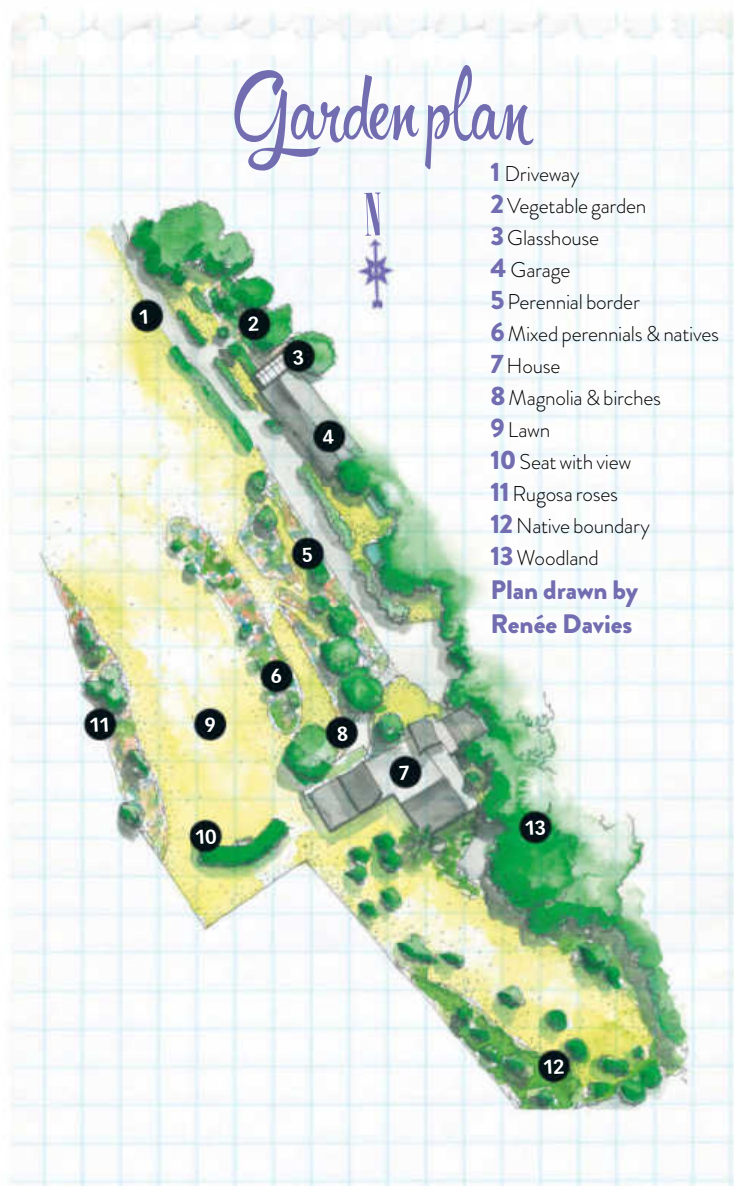 Garden plan
N
1 Driveway
2 Vegetable garden
3 Glasshouse
4 Garage
5 Perennial border
6 Mixed perennials & natives
7 House
8 Magnolia & birches
9 Lawn
10 Seat with view
11 Rugosa roses
12 Native boundary
13 Woodland
Plan drawn by
Renée Davies
1
2
3
4
5
6
11
9
8
7
10
13
12